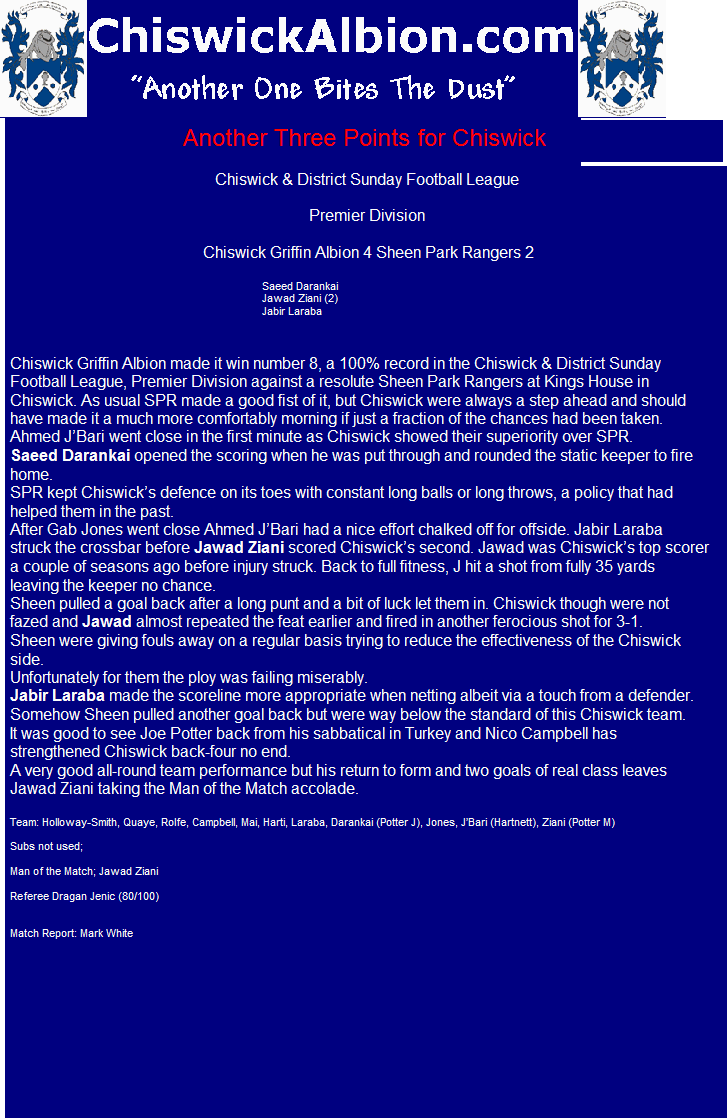 ChiswickAlbion.com
"Another One Bites The Dust"
Another Three Points for Chiswick
Chiswick & District Sunday Football League
Premier Division
Chiswick Griffin Albion 4 Sheen Park Rangers 2
Saeed Darankai
Jawad Ziani (2)
Jabir Laraba
Chiswick Griffin Albion made it win number 8, a 100% record in the Chiswick & District Sunday
Football League, Premier Division against a resolute Sheen Park Rangers at Kings House in
Chiswick. As usual SPR made a good fist of it, but Chiswick were always a step ahead and should
have made it a much more comfortably morning if just a fraction of the chances had been taken.
Ahmed J’Bari went close in the first minute as Chiswick showed their superiority over SPR.
Saeed Darankai opened the scoring when he was put through and rounded the static keeper to fire
home.
SPR kept Chiswick’s defence on its toes with constant long balls or long throws, a policy that had
helped them in the past.
After Gab Jones went close Ahmed J’Bari had a nice effort chalked off for offside. Jabir Laraba
struck the crossbar before Jawad Ziani scored Chiswick’s second. Jawad was Chiswick’s top scorer
a couple of seasons ago before injury struck. Back to full fitness, J hit a shot from fully 35 yards
leaving the keeper no chance.
Sheen pulled a goal back after a long punt and a bit of luck let them in. Chiswick though were not
fazed and Jawad almost repeated the feat earlier and fired in another ferocious shot for 3-1.
Sheen were giving fouls away on a regular basis trying to reduce the effectiveness of the Chiswick
side.
Unfortunately for them the ploy was failing miserably.
Jabir Laraba made the scoreline more appropriate when netting albeit via a touch from a defender.
Somehow Sheen pulled another goal back but were way below the standard of this Chiswick team.
It was good to see Joe Potter back from his sabbatical in Turkey and Nico Campbell has
strengthened Chiswick back-four no end.
A very good all-round team performance but his return to form and two goals of real class leaves
Jawad Ziani taking the Man of the Match accolade.
Team: Holloway-Smith, Quaye, Rolfe, Campbell, Mai, Harti, Laraba, Darankai (Potter J), Jones, J’Bari (Hartnett), Ziani (Potter M)
Subs not used;
Man of the Match; Jawad Ziani
Referee Dragan Jenic (80/100)
Match Report: Mark White